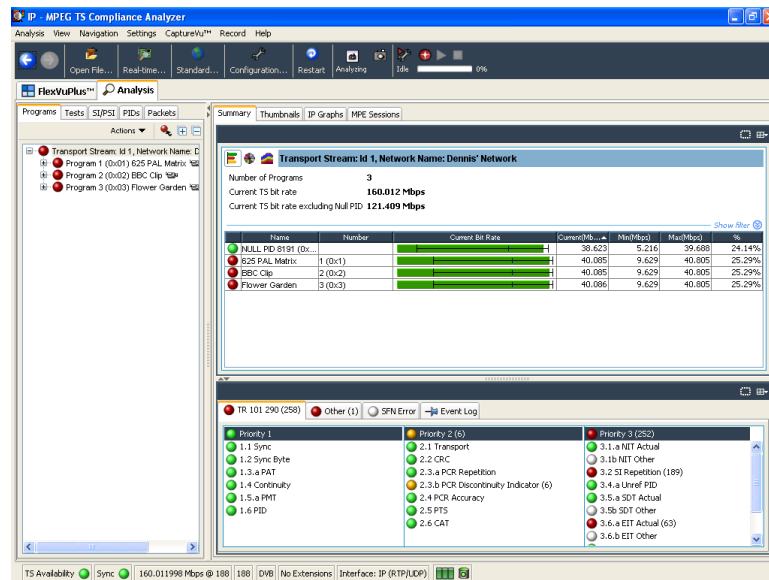 IP - MPEG TS Compliance Analyzer
Analysis View Navigation Settings CaptureVu™ Record Help
Open File... Real-time... Standard... Configuration... Restart Analyzing Idle 0%
FlexVuPlus™ Analysis
Programs Tests SI/PSI PIDs Packets
Actions
Transport Stream: Id 1, Network Name: D
Program 1 (0x01) 625 PAL Matrix
Program 2 (0x02) BBC Clip
Program 3 (0x03) Flower Garden
Summary Thumbnails IP Graphs MPE Sessions
Transport Stream: Id 1, Network Name: Dennis' Network
Number of Programs 3
Current TS bit rate 160.012 Mbps
Current TS bit rate excluding Null PID 121.409 Mbps
Show filter
Name Number Current Bit Rate Current(Mb... Min(Mbps) Max(Mbps) %
NULL PID 8191 (0x... 38.623 5.216 39.688 24.14%
625 PAL Matrix 1 (0x1) 40.085 9.629 40.805 25.29%
BBC Clip 2 (0x2) 40.085 9.629 40.805 25.29%
Flower Garden 3 (0x3) 40.086 9.629 40.805 25.29%
TR 101 290 (258) Other (1) SFN Error Event Log
Priority 1
1.1 Sync
1.2 Sync Byte
1.3.a PAT
1.4 Continuity
1.5.a PMT
1.6 PID
Priority 2 (6)
2.1 Transport
2.2 CRC
2.3.a PCR Repetition
2.3.b PCR Discontinuity Indicator (6)
2.4 PCR Accuracy
2.5 PTS
2.6 CAT
Priority 3 (252)
3.1.a NIT Actual
3.1b NIT Other
3.2 SI Repetition (189)
3.4.a Unref PID
3.5.a SDT Actual
3.5b SDT Other
3.6.a EIT Actual (63)
3.6.b EIT Other
TS Availability Sync 160.011998 Mbps @ 188 188 DVB No Extensions Interface: IP (RTP/UDP)